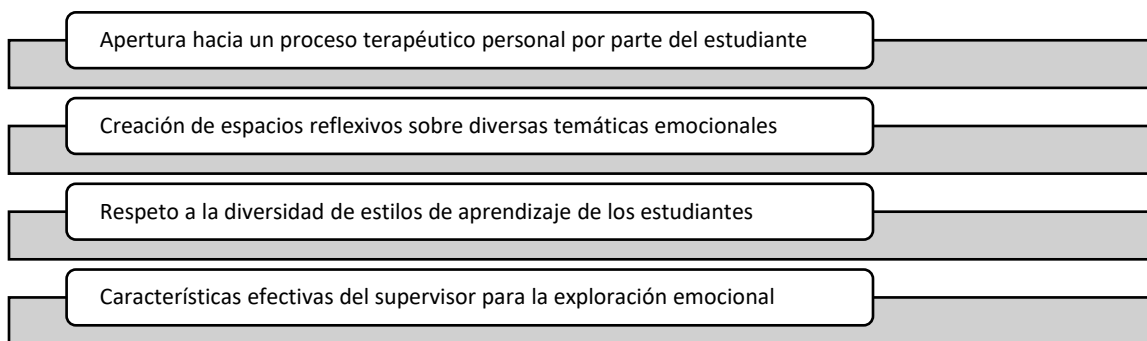 Apertura hacia un proceso terapéutico personal por parte del estudiante
Creación de espacios reflexivos sobre diversas temáticas emocionales
Respeto a la diversidad de estilos de aprendizaje de los estudiantes
Características efectivas del supervisor para la exploración emocional